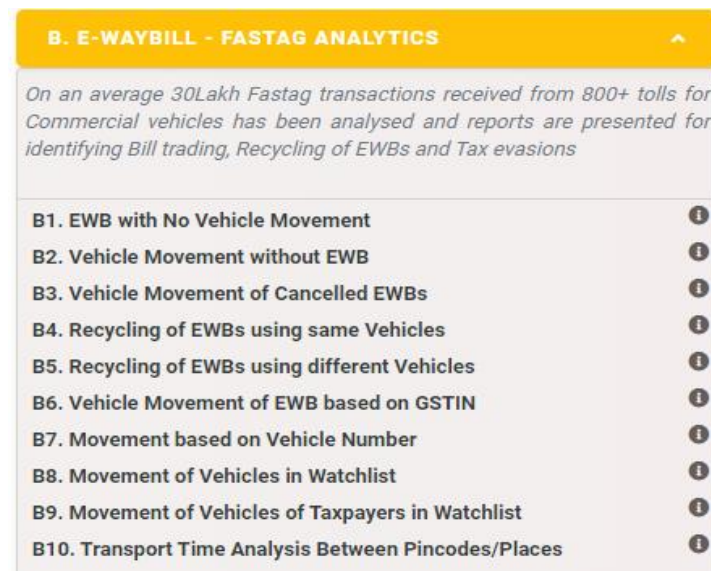 B. E-WAYBILL - FASTAG ANALYTICS
On an average 30Lakh Fastag transactions received from 800+ tolls for
Commercial vehicles has been analysed and reports are presented for
identifying Bill trading, Recycling of EWBs and Tax evasions
B1. EWB with No Vehicle Movement
B2. Vehicle Movement without EWB
B3. Vehicle Movement of Cancelled EWBs
B4. Recycling of EWBs using same Vehicles
B5. Recycling of EWBs using different Vehicles
B6. Vehicle Movement of EWB based on GSTIN
B7. Movement based on Vehicle Number
B8. Movement of Vehicles in Watchlist
B9. Movement of Vehicles of Taxpayers in Watchlist
B10. Transport Time Analysis Between Pincodes/Places